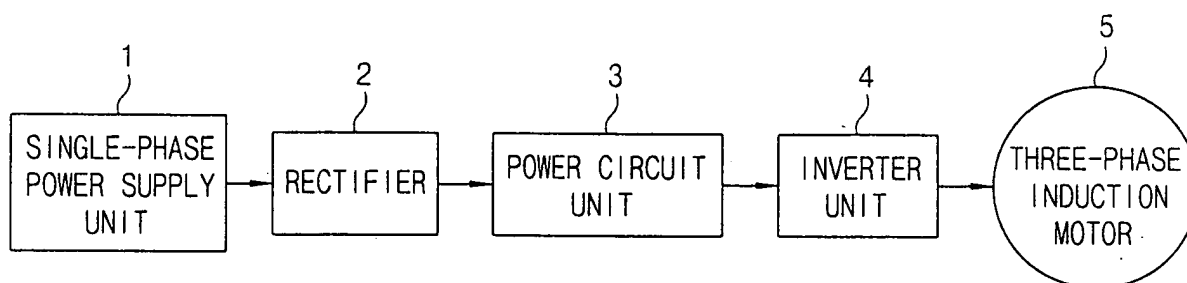 1
2
3
4
5
SINGLE-PHASE
POWER SUPPLY
UNIT
RECTIFIER
POWER CIRCUIT
UNIT
INVERTER
UNIT
THREE-PHASE
INDUCTION
MOTOR